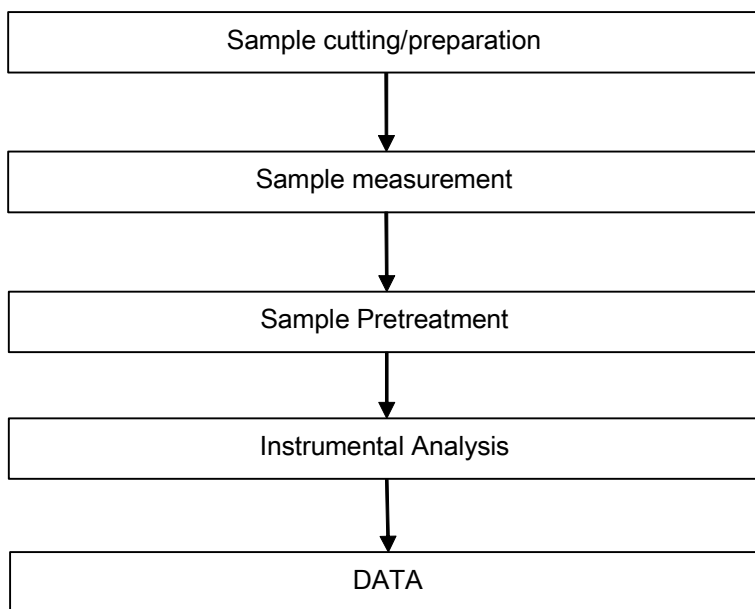 Sample cutting/preparation
Sample measurement
Sample Pretreatment
Instrumental Analysis
DATA